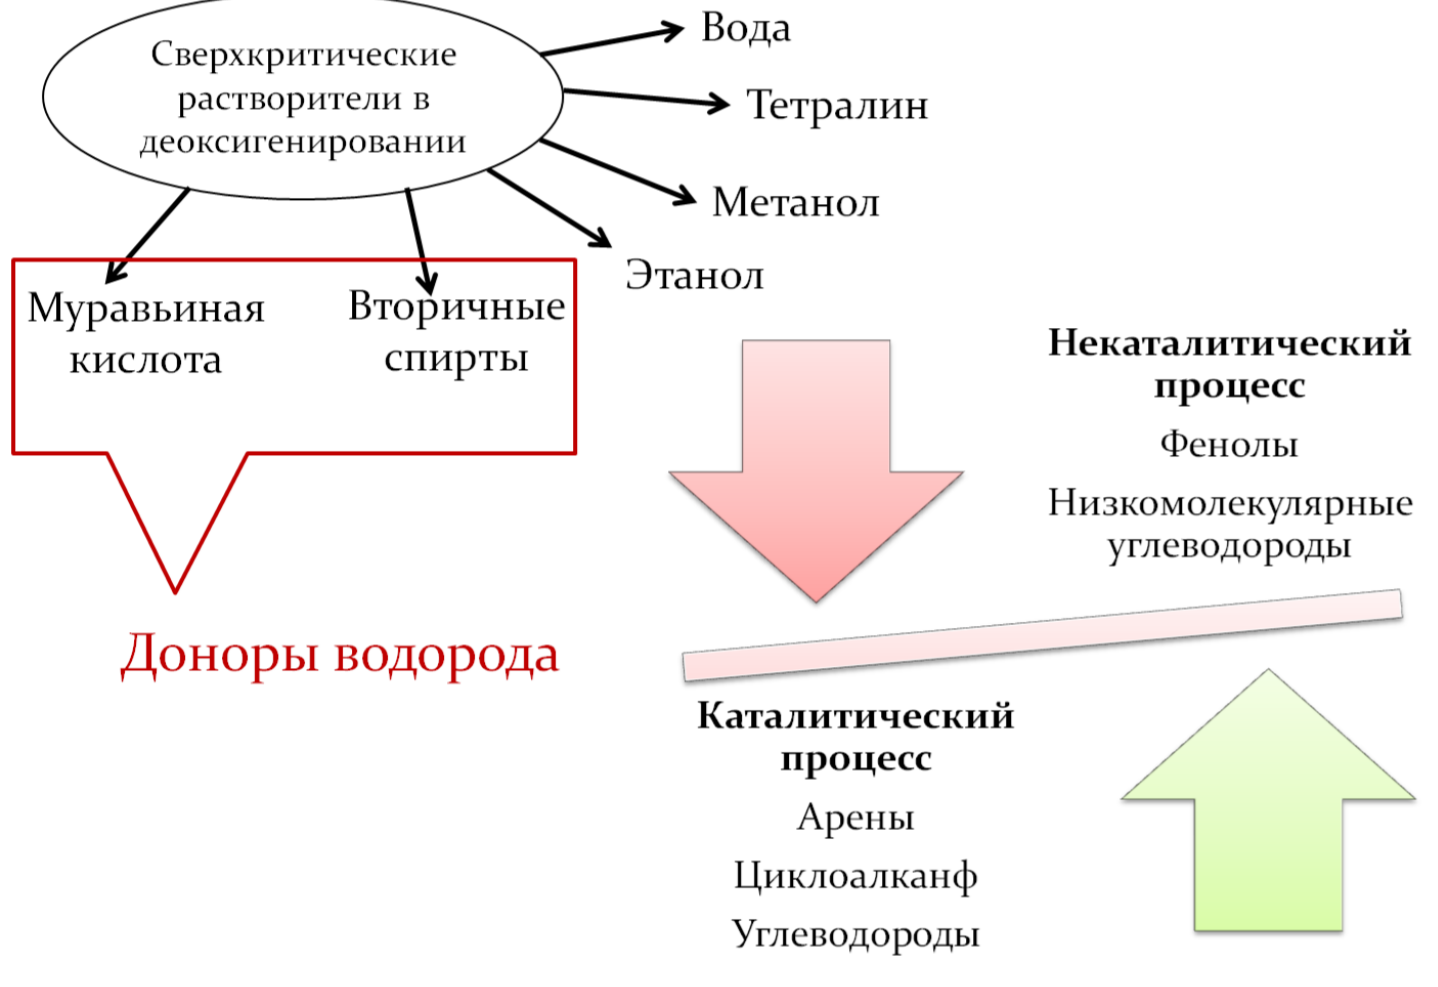 Сверхкритические
растворители в
деоксигенировании
Вода
Тетралин
Метанол
Этанол
Муравьиная
кислота
Вторичные
спирты
Доноры водорода
Некаталитический
процесс
Фенолы
Низкомолекулярные
углеводороды
Каталитический
процесс
Арены
Циклоалканф
Углеводороды